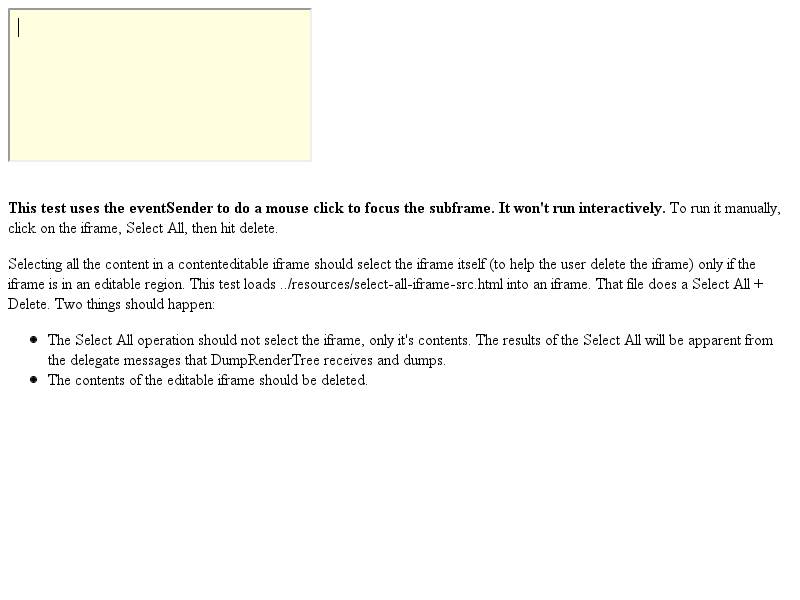 This test uses the eventSender to do a mouse click to focus the subframe. It won't run interactively. To run it manually,
click on the iframe, Select All, then hit delete.
Selecting all the content in a contenteditable iframe should select the iframe itself (to help the user delete the iframe) only if the
iframe is in an editable region. This test loads ../resources/select-all-iframe-src.html into an iframe. That file does a Select All +
Delete. Two things should happen:
The Select All operation should not select the iframe, only it's contents. The results of the Select All will be apparent from
the delegate messages that DumpRenderTree receives and dumps.
The contents of the editable iframe should be deleted.